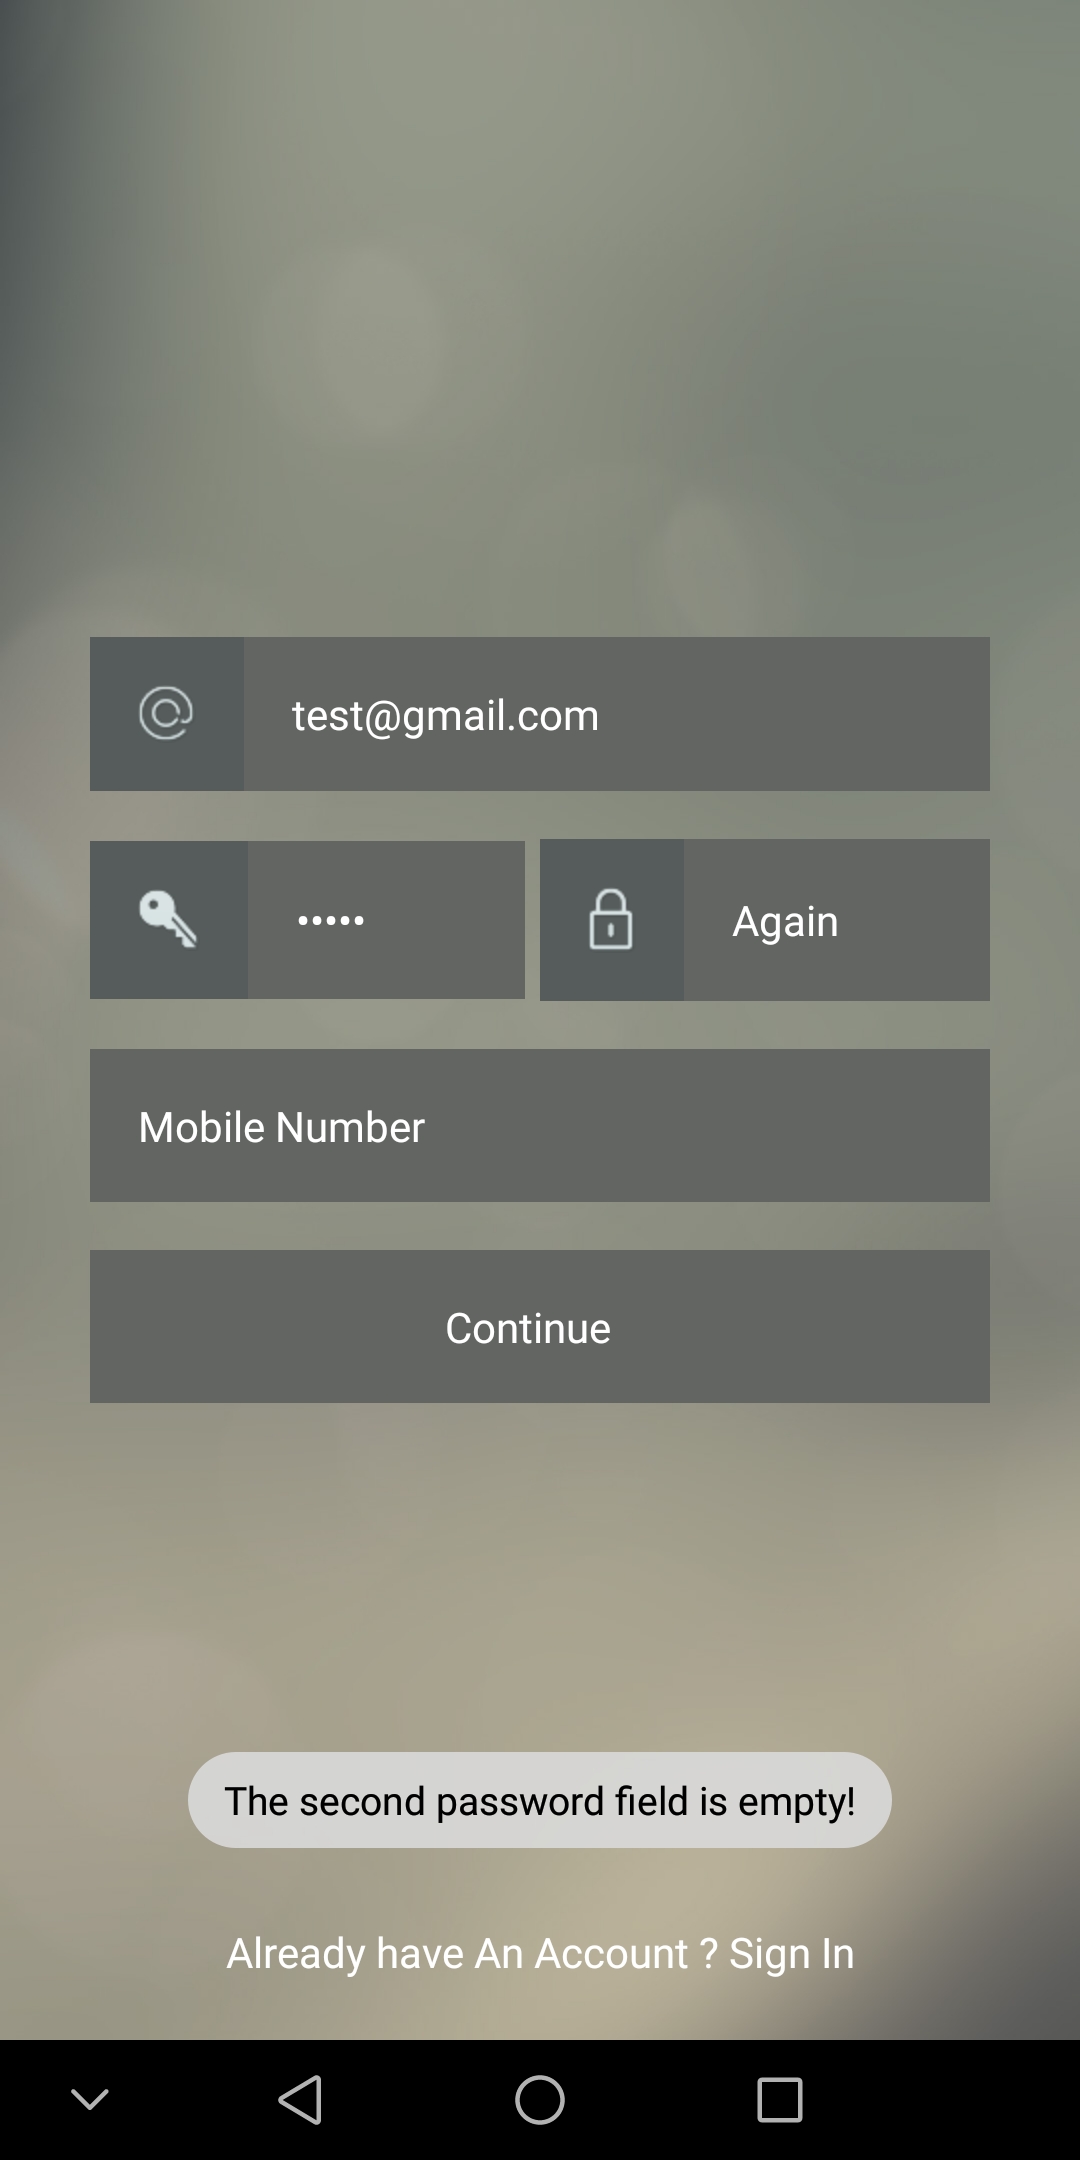 test@gmail.com
•••••
Again
Mobile Number
Continue
The second password field is empty!
Already have An Account ? Sign In